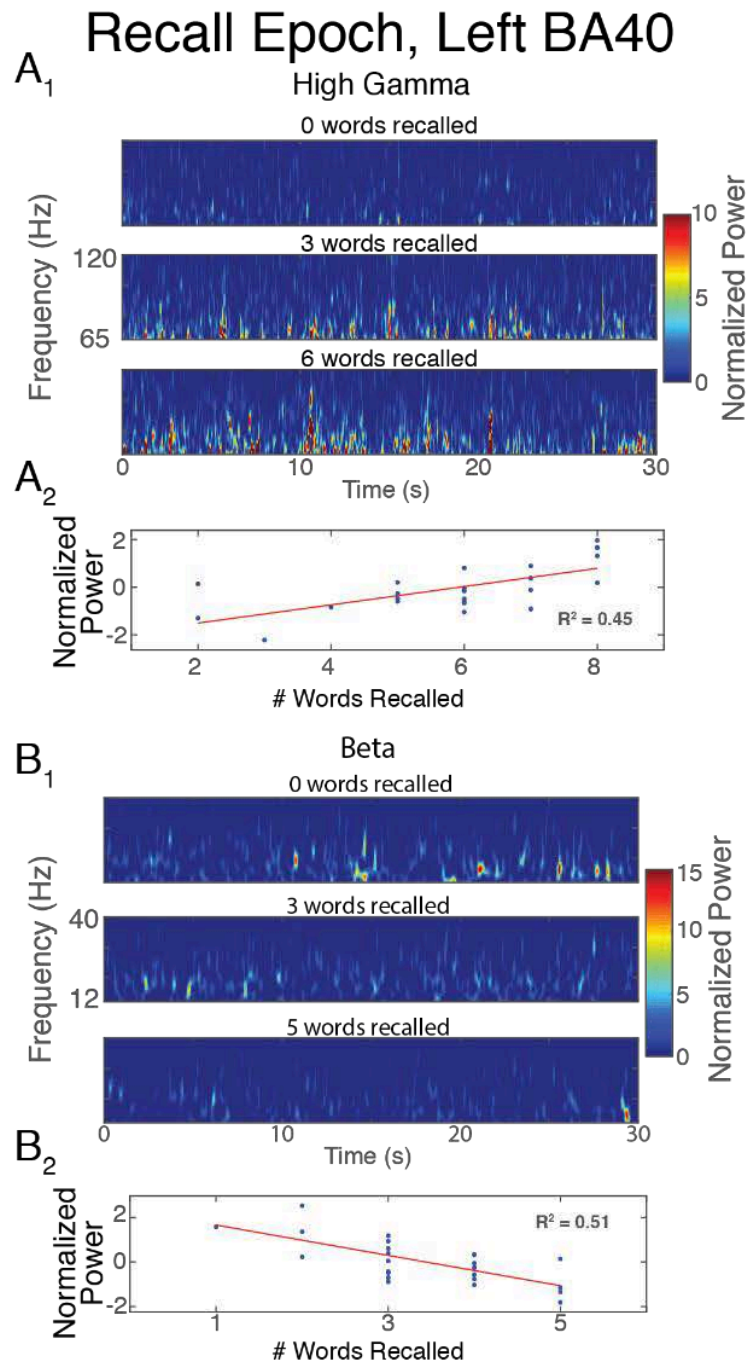 Recall Epoch, Left BA40
A1
High Gamma
0 words recalled
3 words recalled
6 words recalled
Frequency (Hz)
120
65
0 10 20 30
Time (s)
10
5
0
Normalized Power
A2
Normalized
Power
2
0
-2
R² = 0.45
2 4 6 8
# Words Recalled
B1
Beta
0 words recalled
3 words recalled
5 words recalled
Frequency (Hz)
40
12
0 10 20 30
Time (s)
15
10
5
0
Normalized Power
B2
Normalized
Power
2
0
-2
R² = 0.51
1 3 5
# Words Recalled